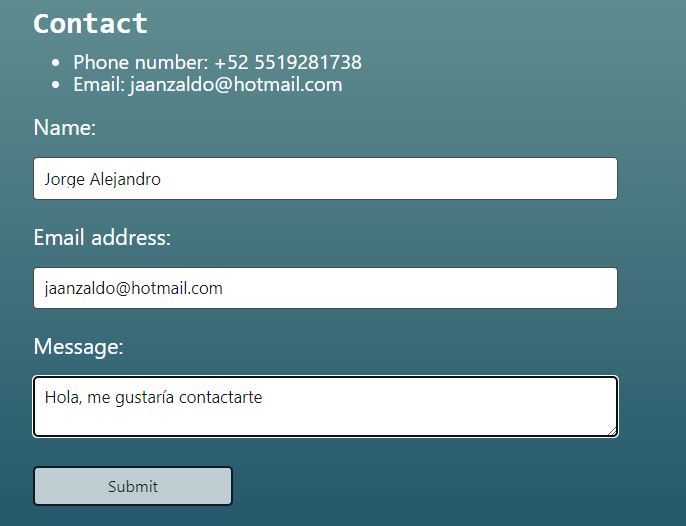 Contact
Phone number: +52 5519281738
Email: jaanzaldo@hotmail.com
Name:
Jorge Alejandro
Email address:
jaanzaldo@hotmail.com
Message:
Hola, me gustaría contactarte
Submit